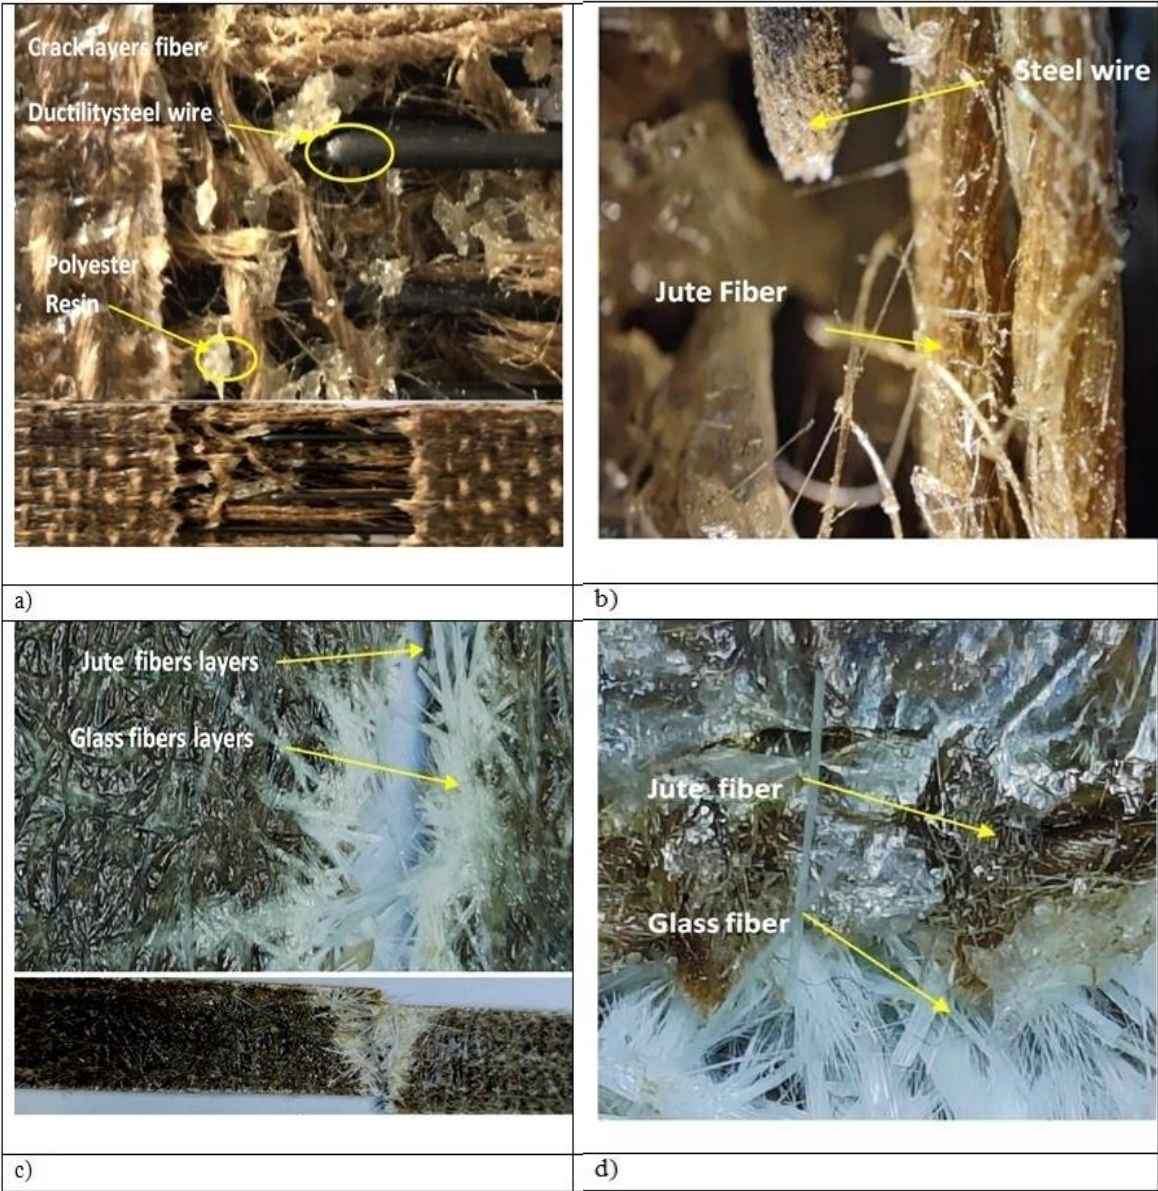 Crack layers fiber
Ductilitysteel wire
Polyester
Resin
a)
Steel wire
Jute Fiber
b)
Jute fibers layers
Glass fibers layers
c)
Jute fiber
Glass fiber
d)